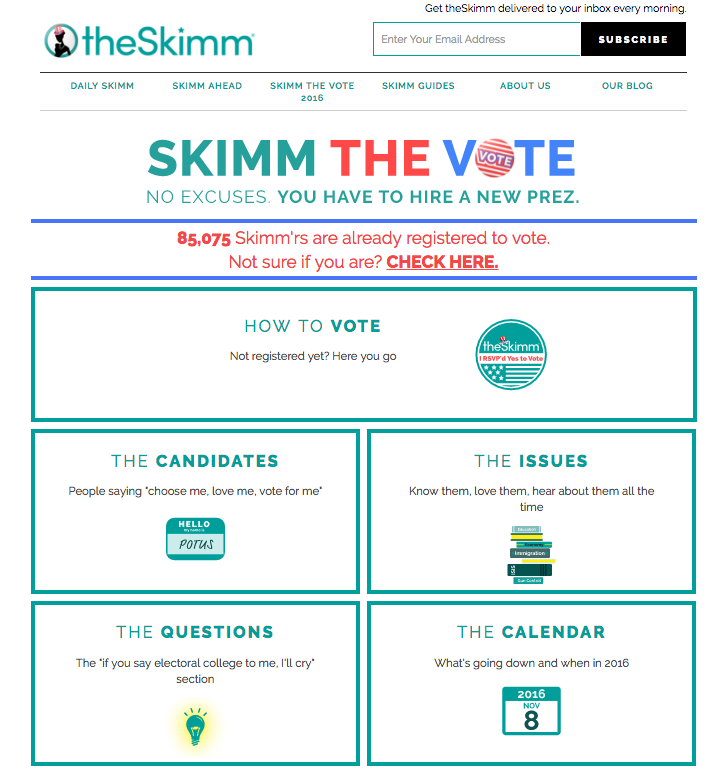 Get theSkimm delivered to your inbox every morning.
theSkimm
Enter Your Email Address
SUBSCRIBE
DAILY SKIMM
SKIMM AHEAD
SKIMM THE VOTE
2016
SKIMM GUIDES
ABOUT US
OUR BLOG
SKIMM THE VOTE
VOTE
NO EXCUSES. YOU HAVE TO HIRE A NEW PREZ.
85,075 Skimm'rs are already registered to vote.
Not sure if you are? CHECK HERE.
HOW TO VOTE
Not registered yet? Here you go
theSkimm
I RSVP'd Yes to Vote
THE CANDIDATES
People saying "choose me, love me, vote for me"
HELLO
my name is
POTUS
THE ISSUES
Know them, love them, hear about them all the
time
Education
Immigration
ISIS
Gun Control
THE QUESTIONS
The "if you say electoral college to me, I'll cry"
section
THE CALENDAR
What's going down and when in 2016
2016
NOV
8